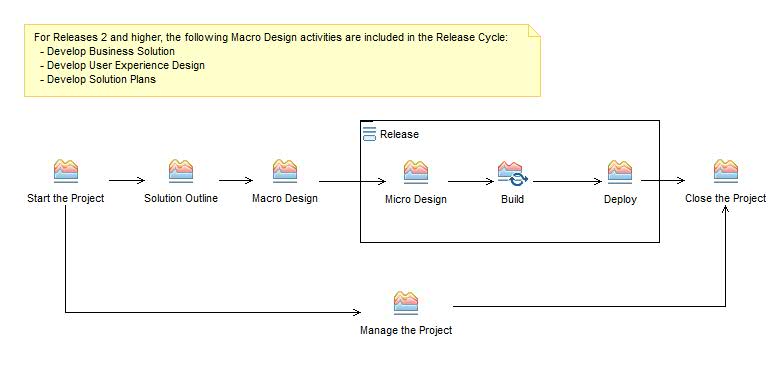 For Releases 2 and higher, the following Macro Design activities are included in the Release Cycle:
- Develop Business Solution
- Develop User Experience Design
- Develop Solution Plans
Release
Start the Project
Solution Outline
Macro Design
Micro Design
Build
Deploy
Close the Project
Manage the Project